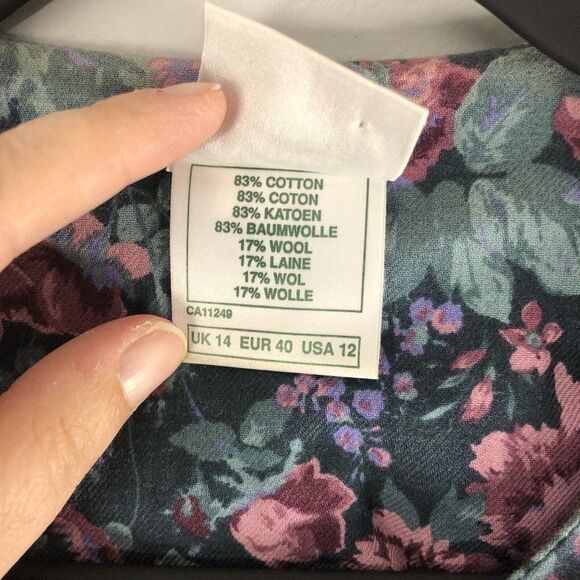 83% COTTON
83% COTON
83% KATOEN
83% BAUMWOLLE
17% WOOL
17% LAINE
17% WOL
17% WOLLE
CA11249
UK 14 EUR 40 USA 12